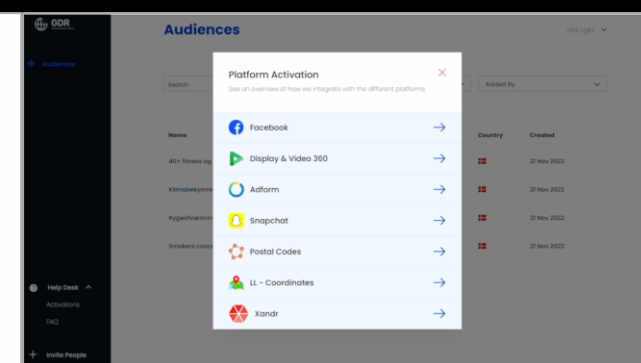 GDR
Audiences
Audiences
Platform Activation
See an overview of how we integrate with the different platforms
Search
Added By
Facebook
Display & Video 360
Adform
Snapchat
Postal Codes
LL - Coordinates
Xandr
Name
Country
Created
40+ fitness og
21 Nov 2022
Klimabekymre
21 Nov 2022
Rygeafvænnin
21 Nov 2022
Smokers conce
21 Nov 2022
Help Desk
Activations
FAQ
Invite People